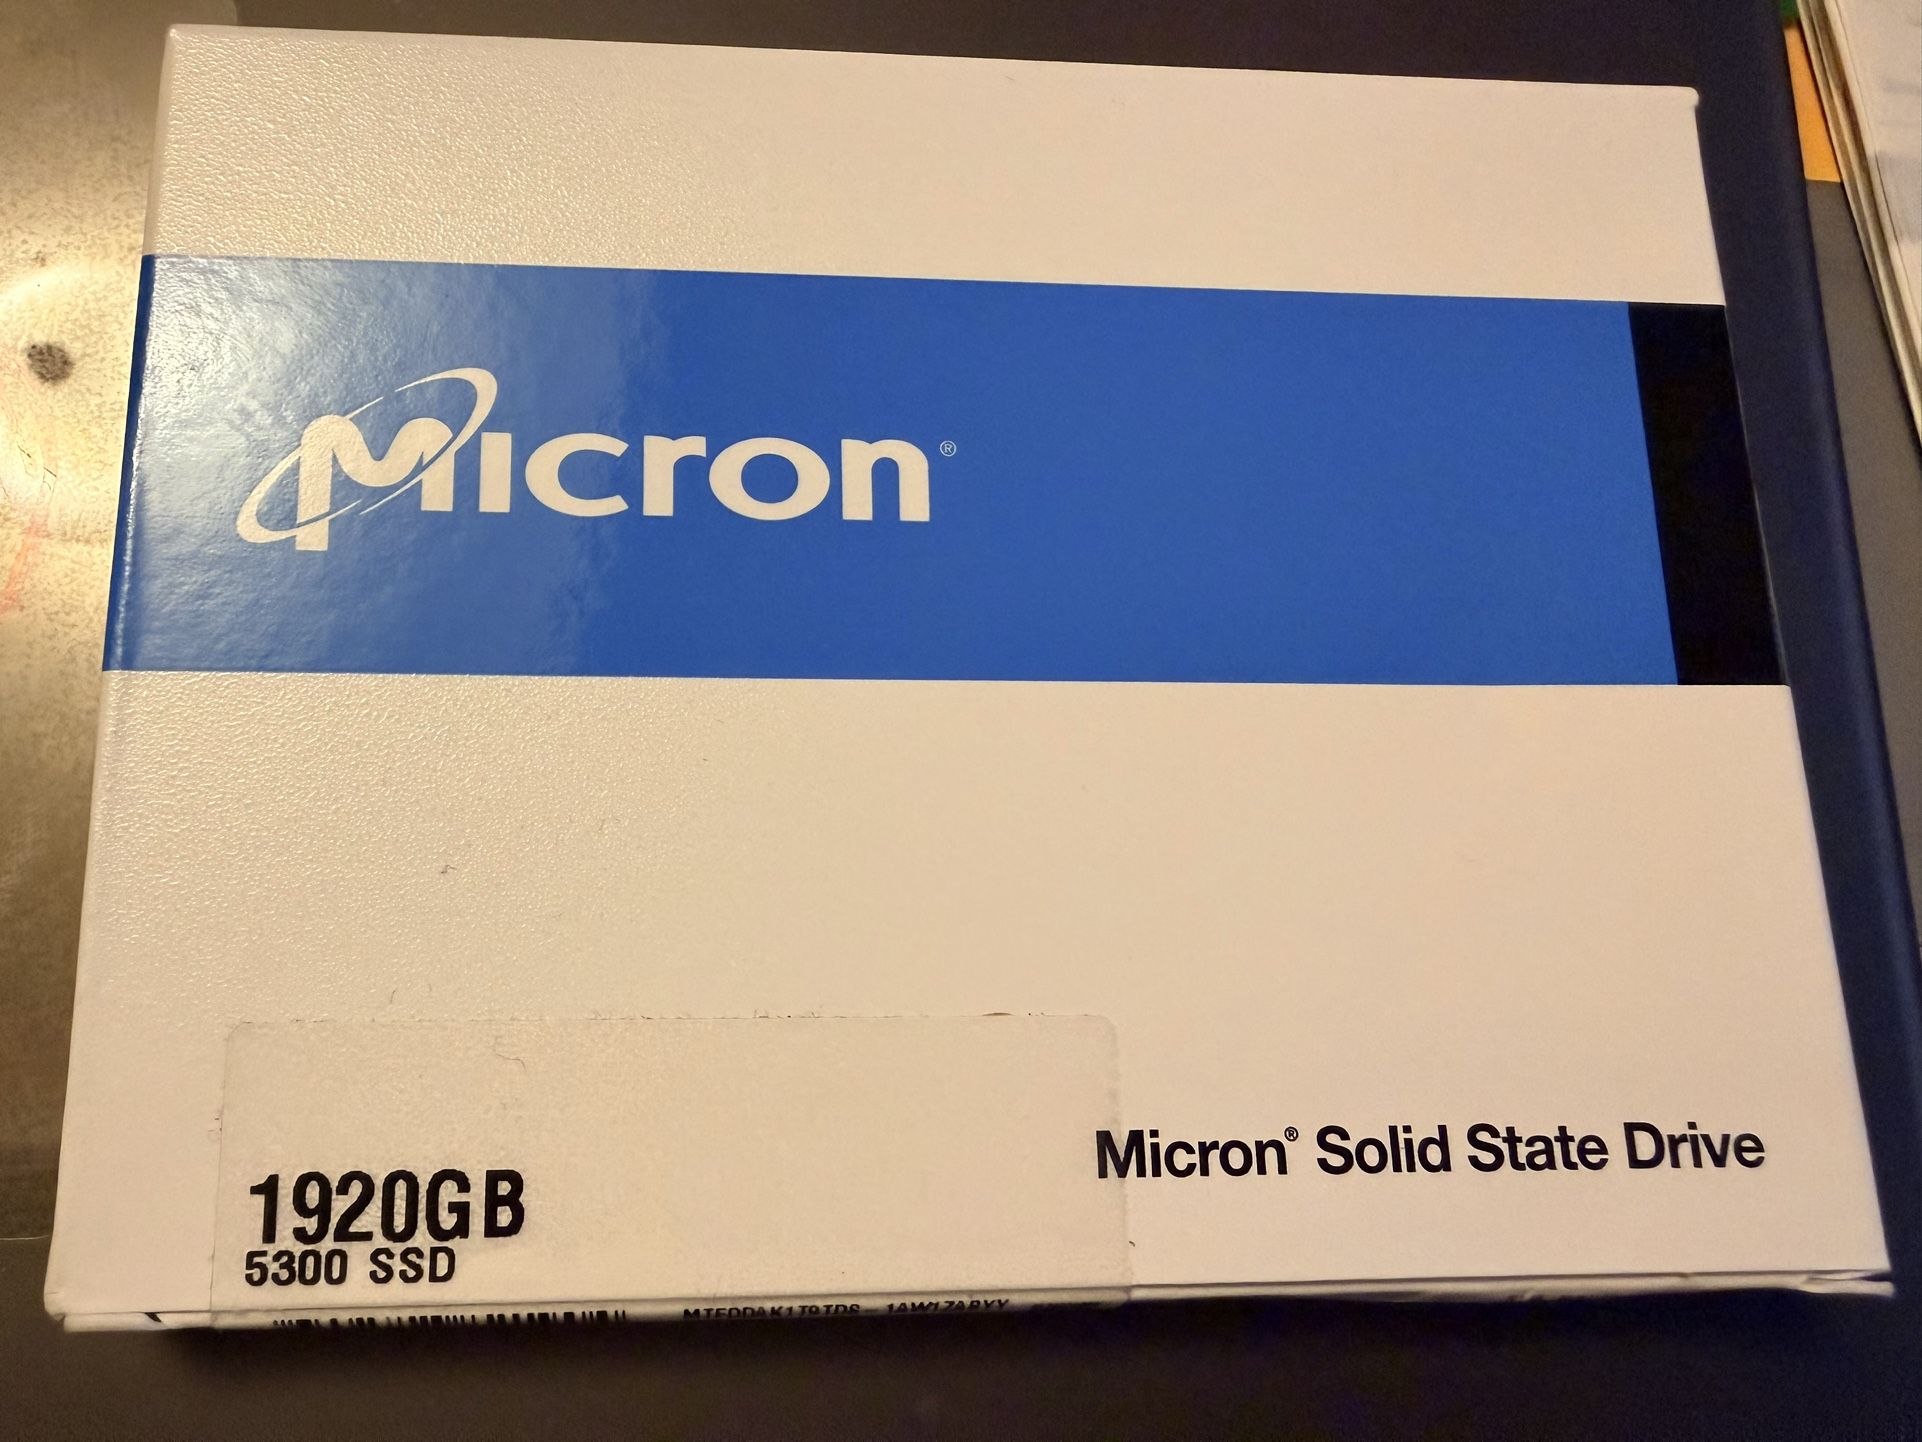 Micron®
Micron® Solid State Drive
1920GB
5300 SSD